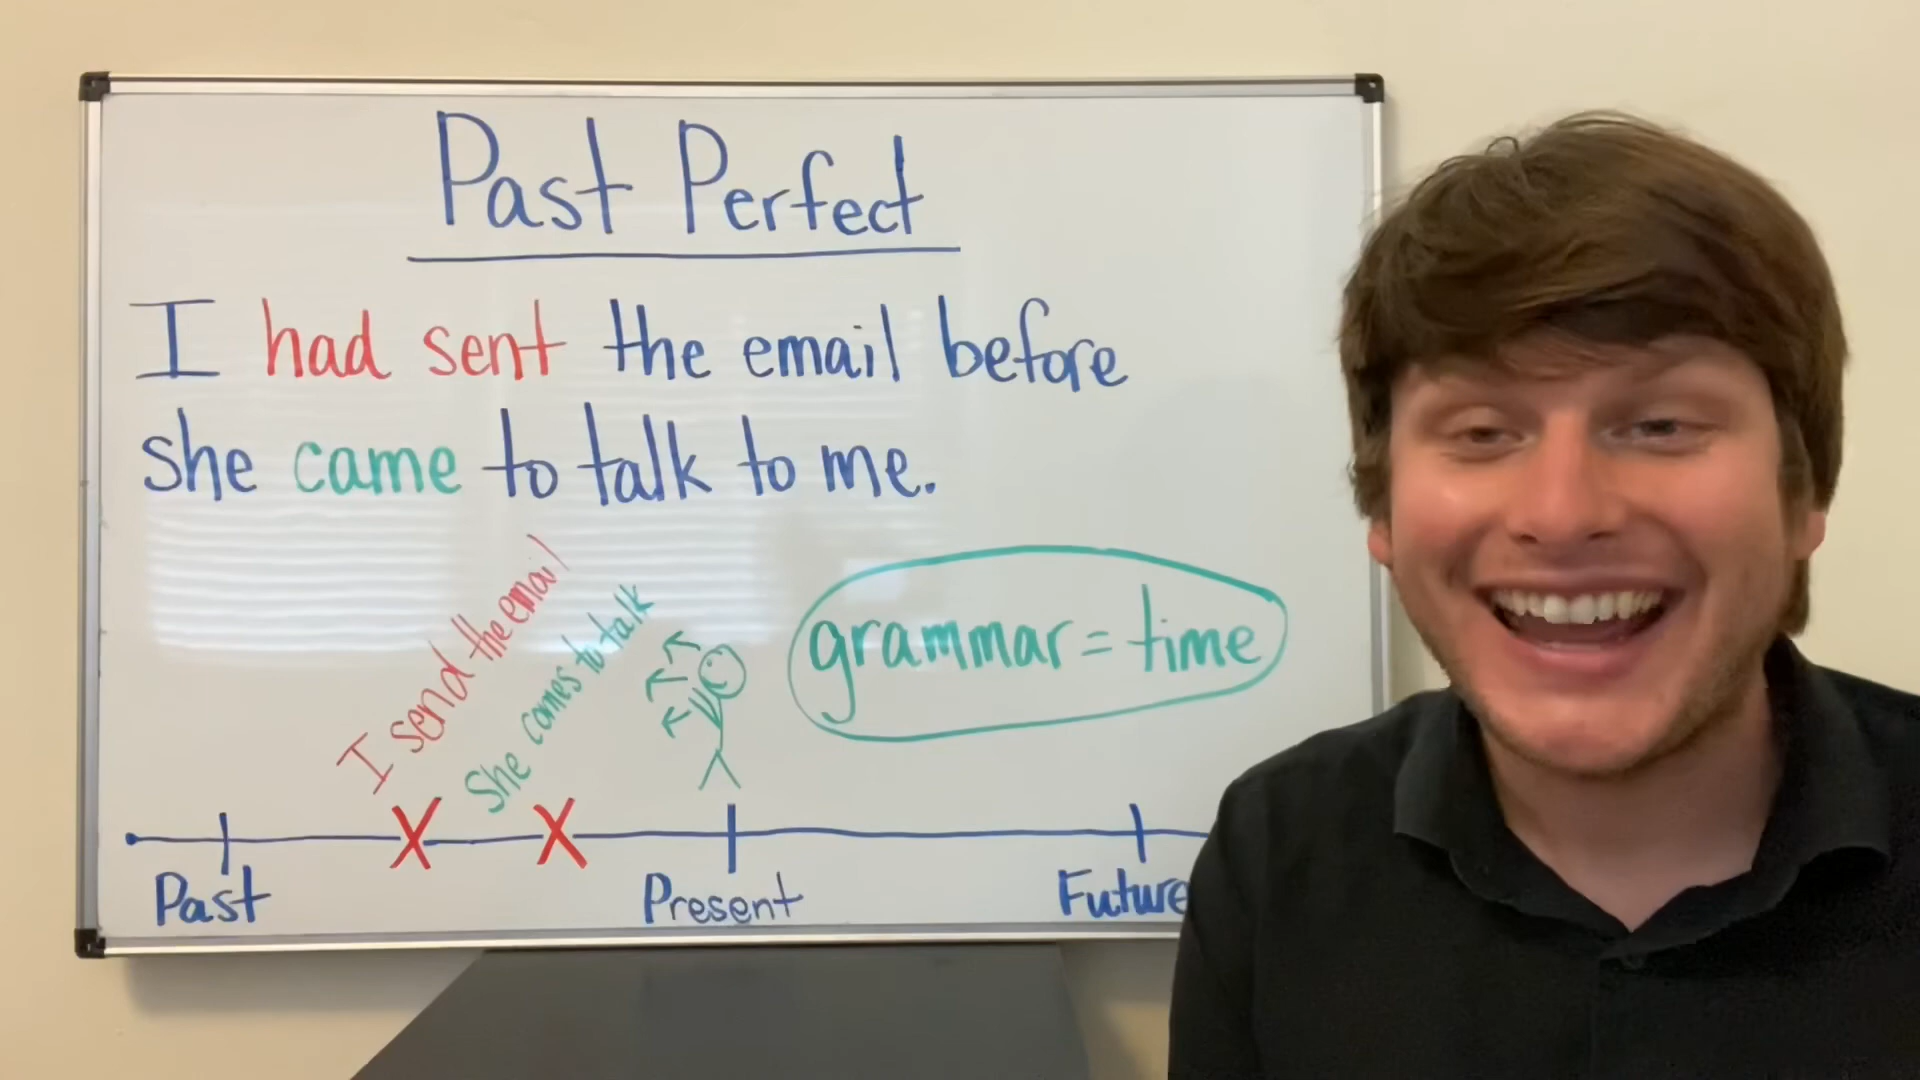 Past Perfect
I had sent the email before
she came to talk to me.
I send the email
She comes to talk
grammar = time
Past
Present
Future